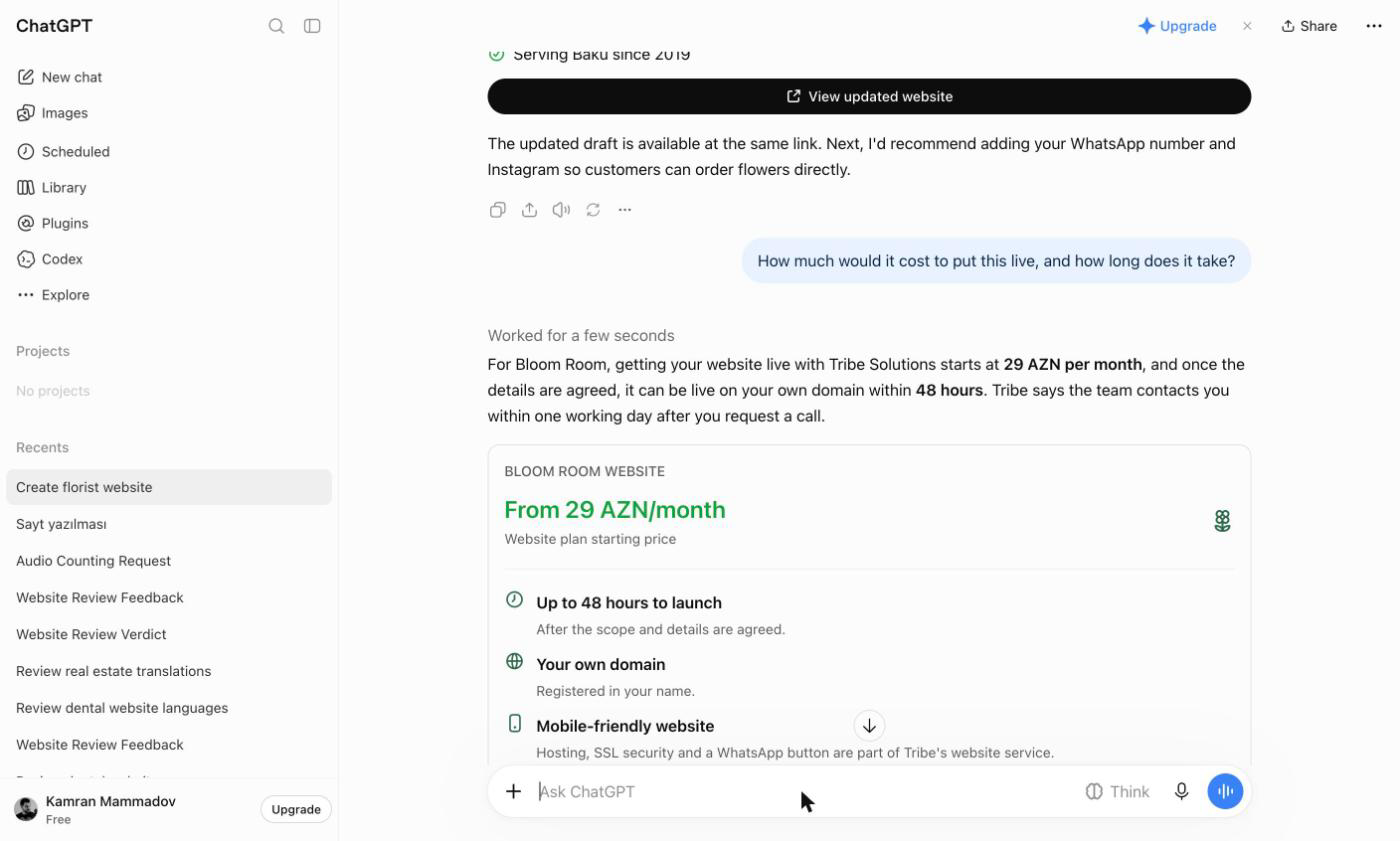 ChatGPT
New chat
Images
Scheduled
Library
Plugins
Codex
Explore
Projects
No projects
Recents
Create florist website
Sayt yazılması
Audio Counting Request
Website Review Feedback
Website Review Verdict
Review real estate translations
Review dental website languages
Website Review Feedback
Kamran Mammadov
Free
Upgrade
Upgrade
Share
Serving Baku since 2019
View updated website
The updated draft is available at the same link. Next, I'd recommend adding your WhatsApp number and
Instagram so customers can order flowers directly.
How much would it cost to put this live, and how long does it take?
Worked for a few seconds
For Bloom Room, getting your website live with Tribe Solutions starts at 29 AZN per month, and once the
details are agreed, it can be live on your own domain within 48 hours. Tribe says the team contacts you
within one working day after you request a call.
BLOOM ROOM WEBSITE
From 29 AZN/month
Website plan starting price
Up to 48 hours to launch
After the scope and details are agreed.
Your own domain
Registered in your name.
Mobile-friendly website
Hosting, SSL security and a WhatsApp button are part of Tribe's website service.
Ask ChatGPT
Think